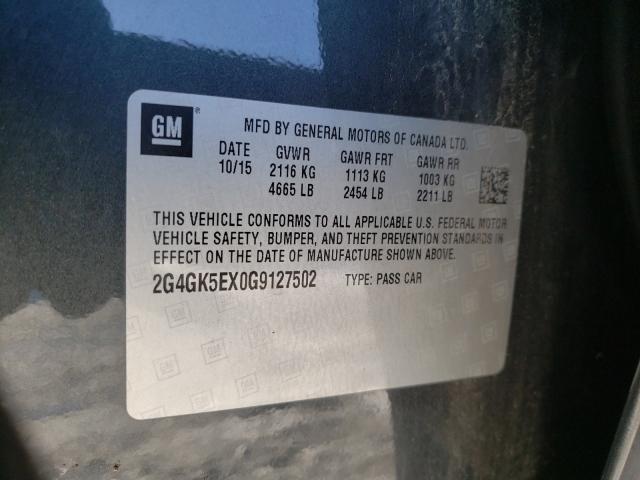 GM ®
MFD BY GENERAL MOTORS OF CANADA LTD.
DATE GVWR GAWR FRT GAWR RR
10/15 2116 KG 1113 KG 1003 KG
4665 LB 2454 LB 2211 LB
THIS VEHICLE CONFORMS TO ALL APPLICABLE U.S. FEDERAL MOTOR
VEHICLE SAFETY, BUMPER, AND THEFT PREVENTION STANDARDS IN
EFFECT ON THE DATE OF MANUFACTURE SHOWN ABOVE.
2G4GK5EX0G9127502 TYPE: PASS CAR